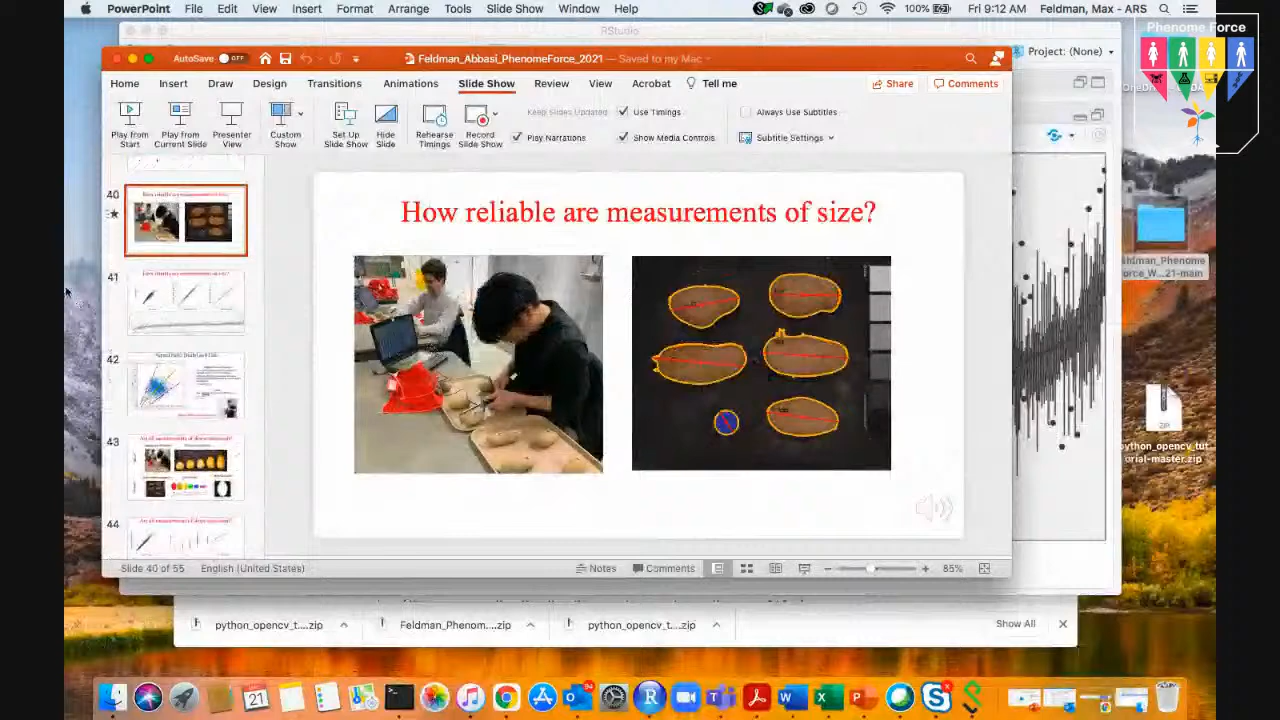 PowerPoint File Edit View Insert Format Arrange Tools Slide Show Window Help
100% Fri 9:12 AM Feldman, Max - ARS
Phenome Force
RStudio
Project: (None)
AutoSave OFF
Feldman_Abbasi_PhenomeForce_2021 — Saved to my Mac
Home Insert Draw Design Transitions Animations Slide Show Review View Acrobat Tell me
Share Comments
Play from Start
Play from Current Slide
Presenter View
Custom Show
Set Up Slide Show
Hide Slide
Rehearse Timings
Record Slide Show
Keep Slides Updated
Use Timings
Always Use Subtitles
Play Narrations
Show Media Controls
Subtitle Settings
40
41
42
43
44
How reliable are measurements of size?
Slide 40 of 55 English (United States)
Notes Comments 85%
python_opencv_t....zip
Feldman_Phenom....zip
python_opencv_t....zip
Show All
ZIP
python_opencv_tut
orial-master.zip
21
94